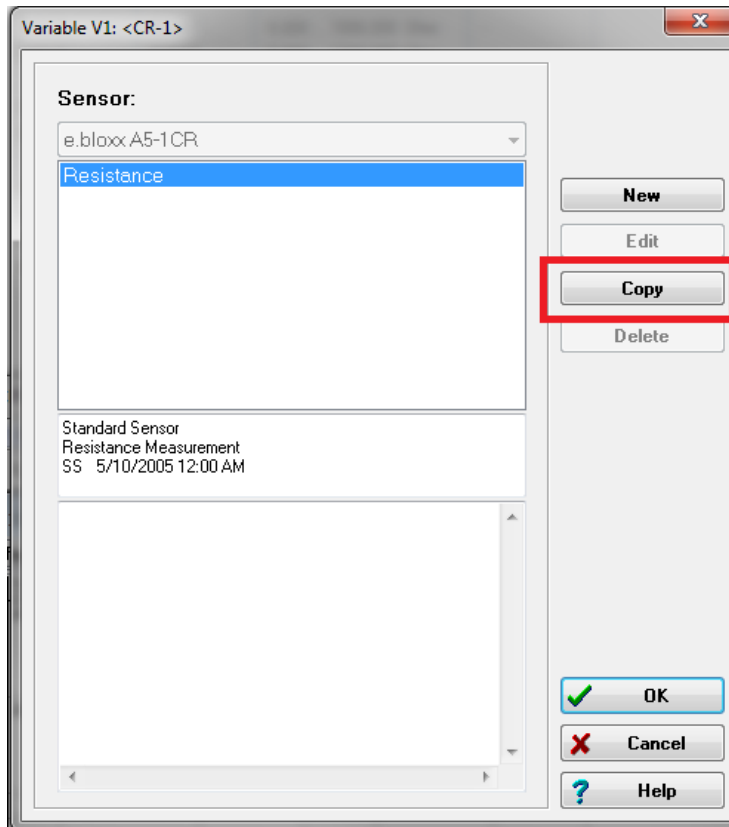 Variable V1: <CR-1>
Sensor:
e.bloxx A5-1CR
Resistance
New
Edit
Copy
Delete
Standard Sensor
Resistance Measurement
SS 5/10/2005 12:00 AM
OK
Cancel
? Help